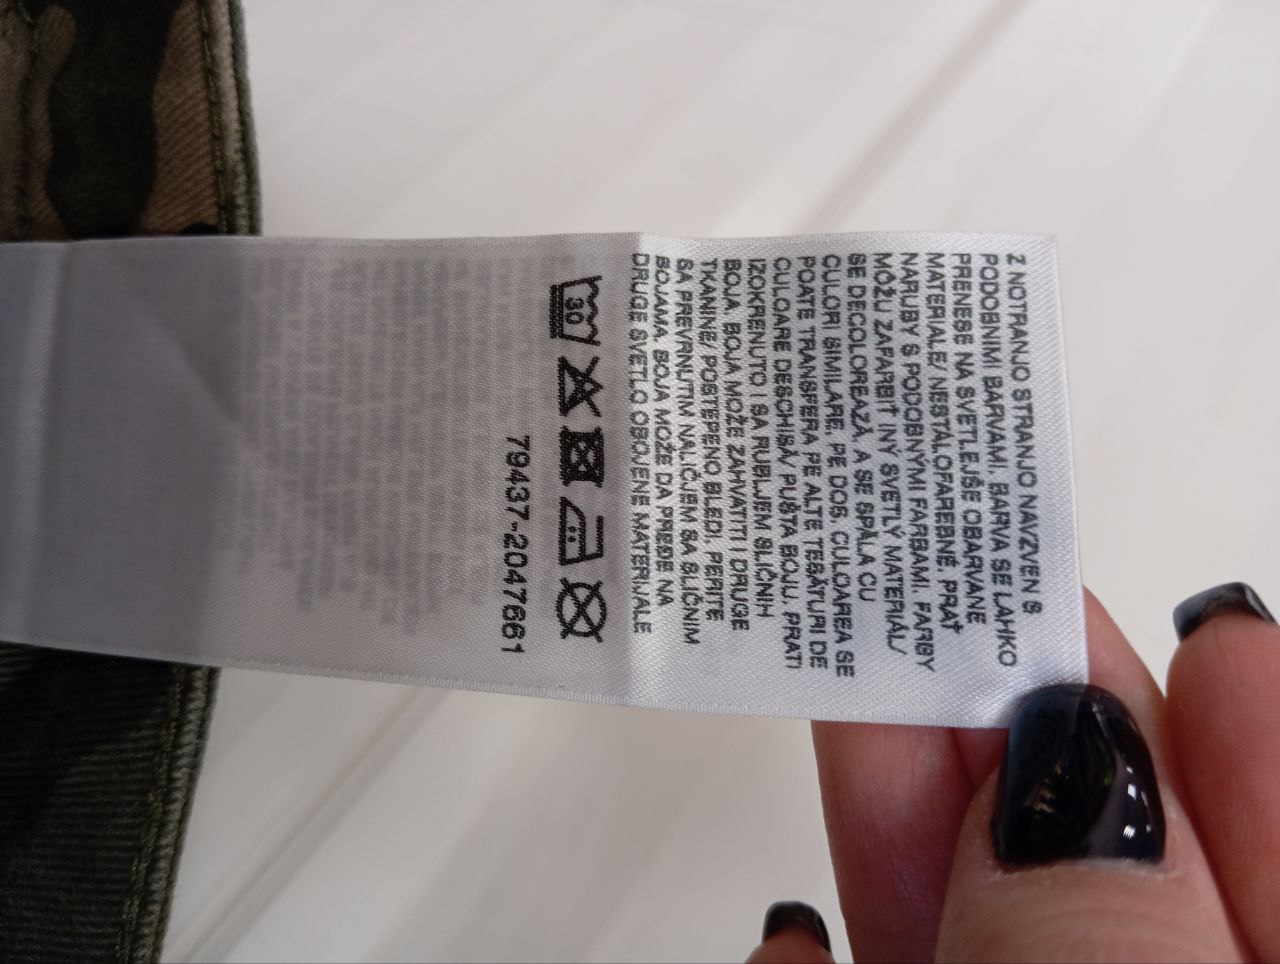 Z NOTRANJO STRANJO NAVZVEN S
PODOBNIMI BARVAMI. BARVA SE LAHKO
PRENESE NA SVETLEJŠE OBARVANE
MATERIALE/ NESTÁLOFAREBNÉ. PRAŤ
NARUBY S PODOBNÝMI FARBAMI. FARBY
MÔŽU ZAFARBIŤ INÝ SVETLÝ MATERIÁL/
SE DECOLOREAZĂ. A SE SPĂLA CU
CULORI SIMILARE, PE DOS. CULOAREA SE
POATE TRANSFERA PE ALTE TESĂTURI DE
CULOARE DESCHISĂ/ PUŠTA BOJU. PRATI
IZOKRENUTO I SA RUBLJEM SLIČNIH
BOJA. BOJA MOŽE ZAHVATITI I DRUGE
TKANINE/ POSTEPENO BLEDI. PERITE
SA PREVRNUTIM NALIČJEM SA SLIČNIM
BOJAMA. BOJA MOŽE DA PREĐE NA
DRUGE SVETLO OBOJENE MATERIJALE
30
79437-2047661